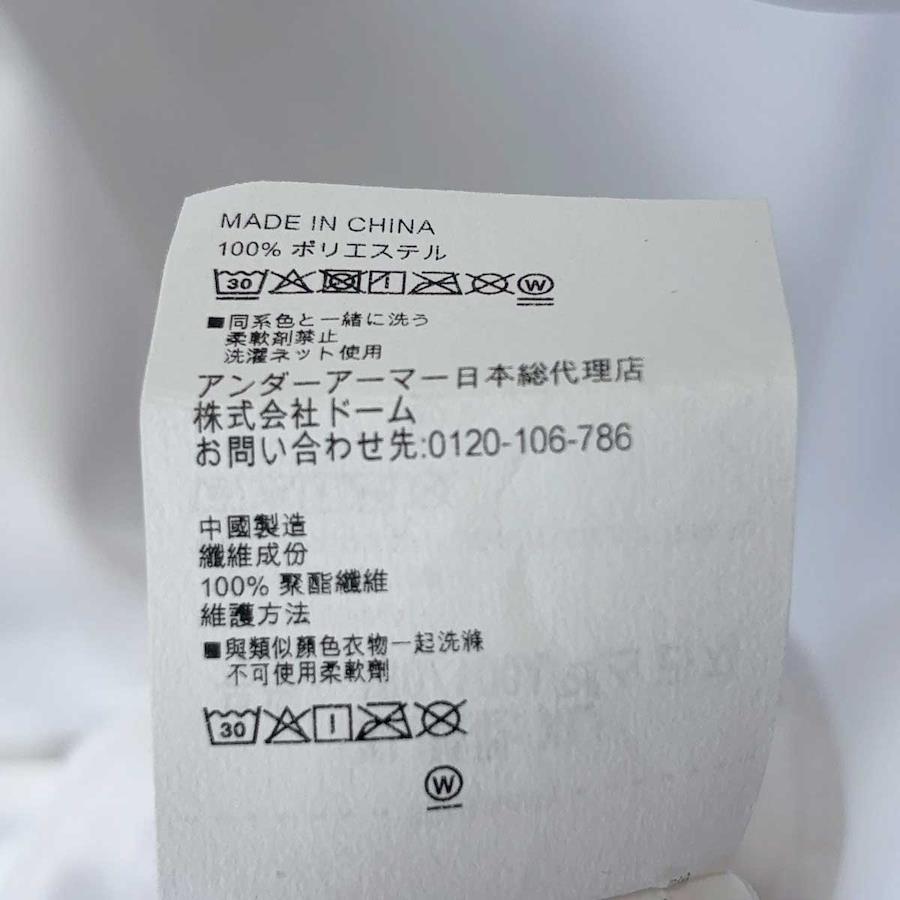 MADE IN CHINA
100% ポリエステル
30 W
■同系色と一緒に洗う
柔軟剤禁止
洗濯ネット使用
アンダーアーマー日本総代理店
株式会社ドーム
お問い合わせ先:0120-106-786
中國製造
纖維成份
100% 聚酯纖維
維護方法
■與類似顏色衣物一起洗滌
不可使用柔軟劑
30
W